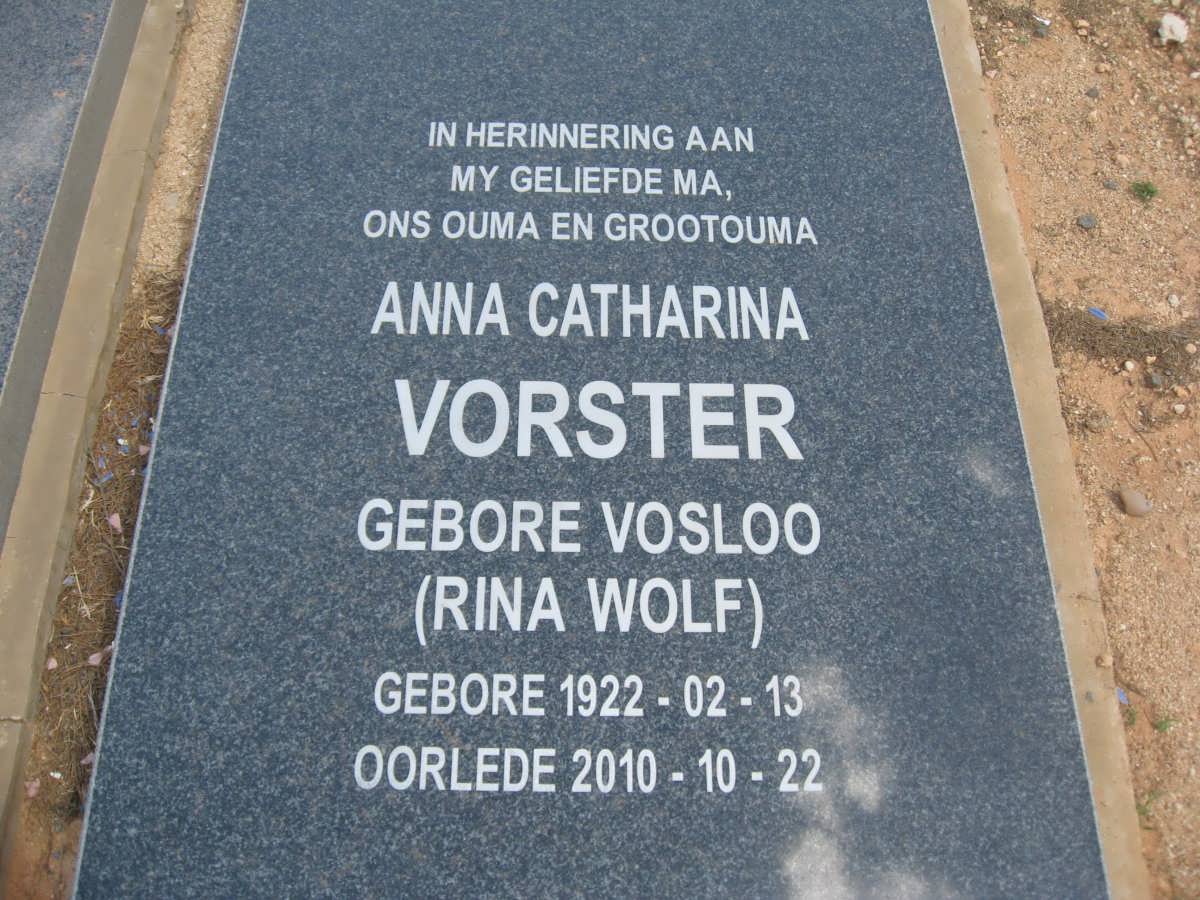 IN HERINNERING AAN
MY GELIEFDE MA,
ONS OUMA EN GROOTOUMA
ANNA CATHARINA
VORSTER
GEBORE VOSLOO
(RINA WOLF)
GEBORE 1922 - 02 - 13
OORLEDE 2010 - 10 - 22